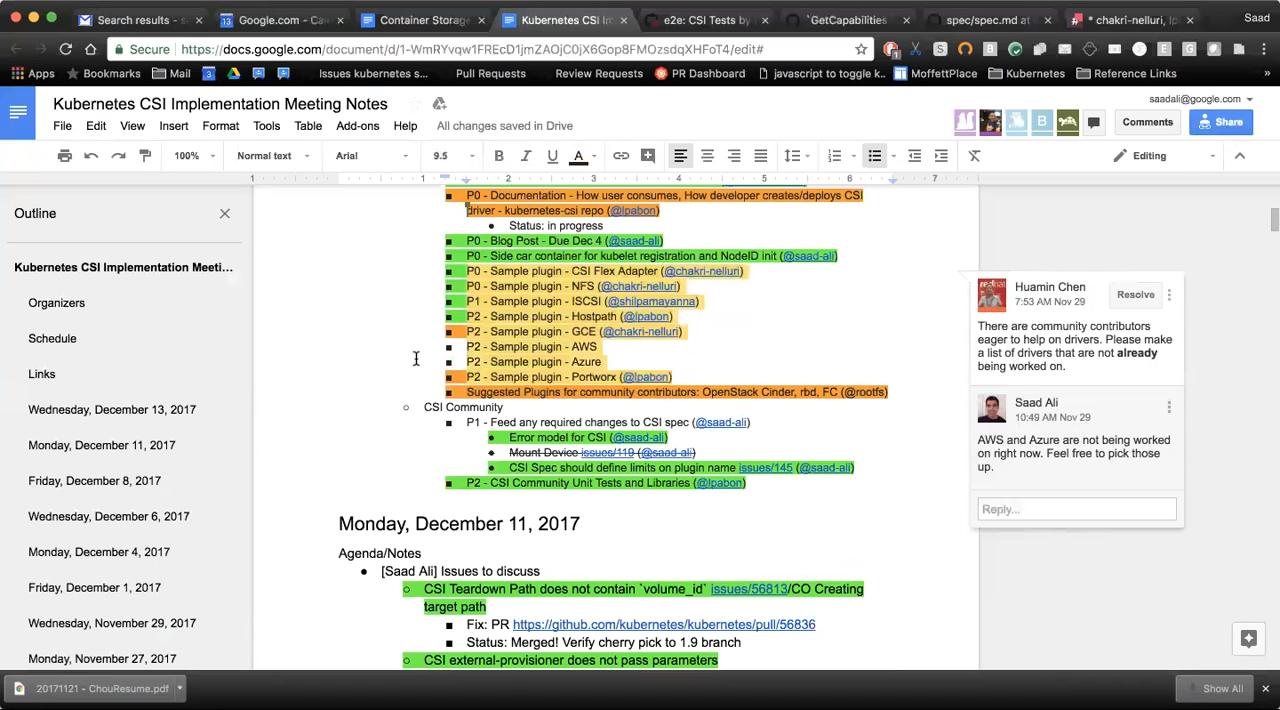 Search results - s
Google.com - C
Container Storage
Kubernetes CSI Im
e2e: CSI Tests by
`GetCapabilities
spec/spec.md at
* chakri-nelluri, l
Saad
Secure
https://docs.google.com/document/d/1-WmRYvqw1FREcD1jmZAOjC0jX6Gop8FMOzsdqXHFoT4/edit#
Apps
Bookmarks
Mail
Issues kubernetes s...
Pull Requests
Review Requests
PR Dashboard
javascript to toggle k...
MoffettPlace
Kubernetes
Reference Links
»
Kubernetes CSI Implementation Meeting Notes
saadali@google.com
File Edit View Insert Format Tools Table Add-ons Help All changes saved in Drive
Comments
Share
100% Normal text Arial 9.5 B I U A Editing
1 1 2 3 4 5 6 7
Outline
Kubernetes CSI Implementation Meeti...
Organizers
Schedule
Links
Wednesday, December 13, 2017
Monday, December 11, 2017
Friday, December 8, 2017
Wednesday, December 6, 2017
Monday, December 4, 2017
Friday, December 1, 2017
Wednesday, November 29, 2017
Monday, November 27, 2017
P0 - Documentation - How user consumes, How developer creates/deploys CSI
driver - kubernetes-csi repo (@lpabon)
Status: in progress
P0 - Blog Post - Due Dec 4 (@saad-ali)
P0 - Side car container for kubelet registration and NodeID init (@saad-ali)
P0 - Sample plugin - CSI Flex Adapter (@chakri-nelluri)
P0 - Sample plugin - NFS (@chakri-nelluri)
P1 - Sample plugin - ISCSI (@shilpamayanna)
P2 - Sample plugin - Hostpath (@lpabon)
P2 - Sample plugin - GCE (@chakri-nelluri)
P2 - Sample plugin - AWS
P2 - Sample plugin - Azure
P2 - Sample plugin - Portworx (@lpabon)
Suggested Plugins for community contributors: OpenStack Cinder, rbd, FC (@rootfs)
CSI Community
P1 - Feed any required changes to CSI spec (@saad-ali)
Error model for CSI (@saad-ali)
Mount Device issues/119 (@saad-ali)
CSI Spec should define limits on plugin name issues/145 (@saad-ali)
P2 - CSI Community Unit Tests and Libraries (@lpabon)
Monday, December 11, 2017
Agenda/Notes
[Saad Ali] Issues to discuss
CSI Teardown Path does not contain `volume_id` issues/56813/CO Creating
target path
Fix: PR https://github.com/kubernetes/kubernetes/pull/56836
Status: Merged! Verify cherry pick to 1.9 branch
CSI external-provisioner does not pass parameters
Huamin Chen
7:53 AM Nov 29
Resolve
There are community contributors
eager to help on drivers. Please make
a list of drivers that are not already
being worked on.
Saad Ali
10:49 AM Nov 29
AWS and Azure are not being worked
on right now. Feel free to pick those
up.
Reply...
20171121 - ChouResume.pdf
Show All